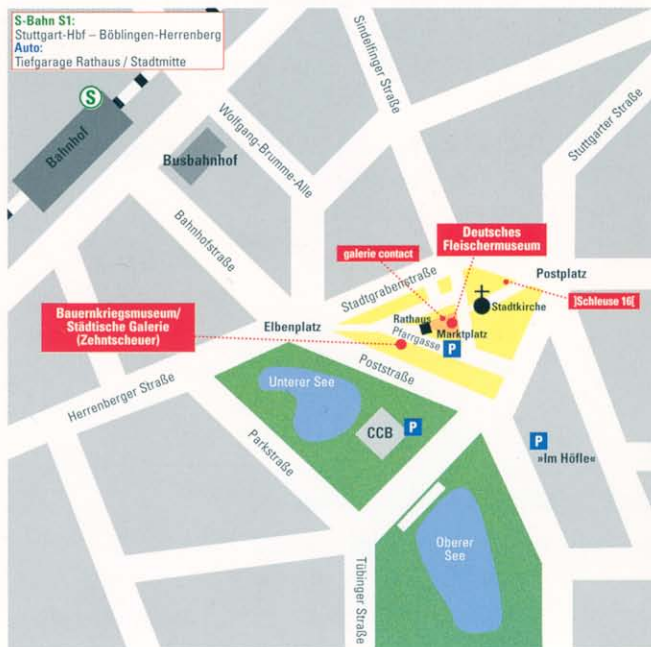 S-Bahn S1:
Stuttgart-Hbf – Böblingen-Herrenberg
Auto:
Tiefgarage Rathaus / Stadtmitte
S
Bahnhof
Busbahnhof
Wolfgang-Brumme-Alle
Sindelfinger Straße
Stuttgarter Straße
Bahnhofstraße
galerie contact
Deutsches
Fleischermuseum
Stadtgrabenstraße
Postplatz
]Schleuse 16[
Stadtkirche
Bauernkriegsmuseum/
Städtische Galerie
(Zehntscheuer)
Elbenplatz
Rathaus
Marktplatz
Pfarrgasse
P
Poststraße
Herrenberger Straße
Unterer See
CCB
P
Parkstraße
P
»Im Höfle«
Oberer
See
Tübinger Straße